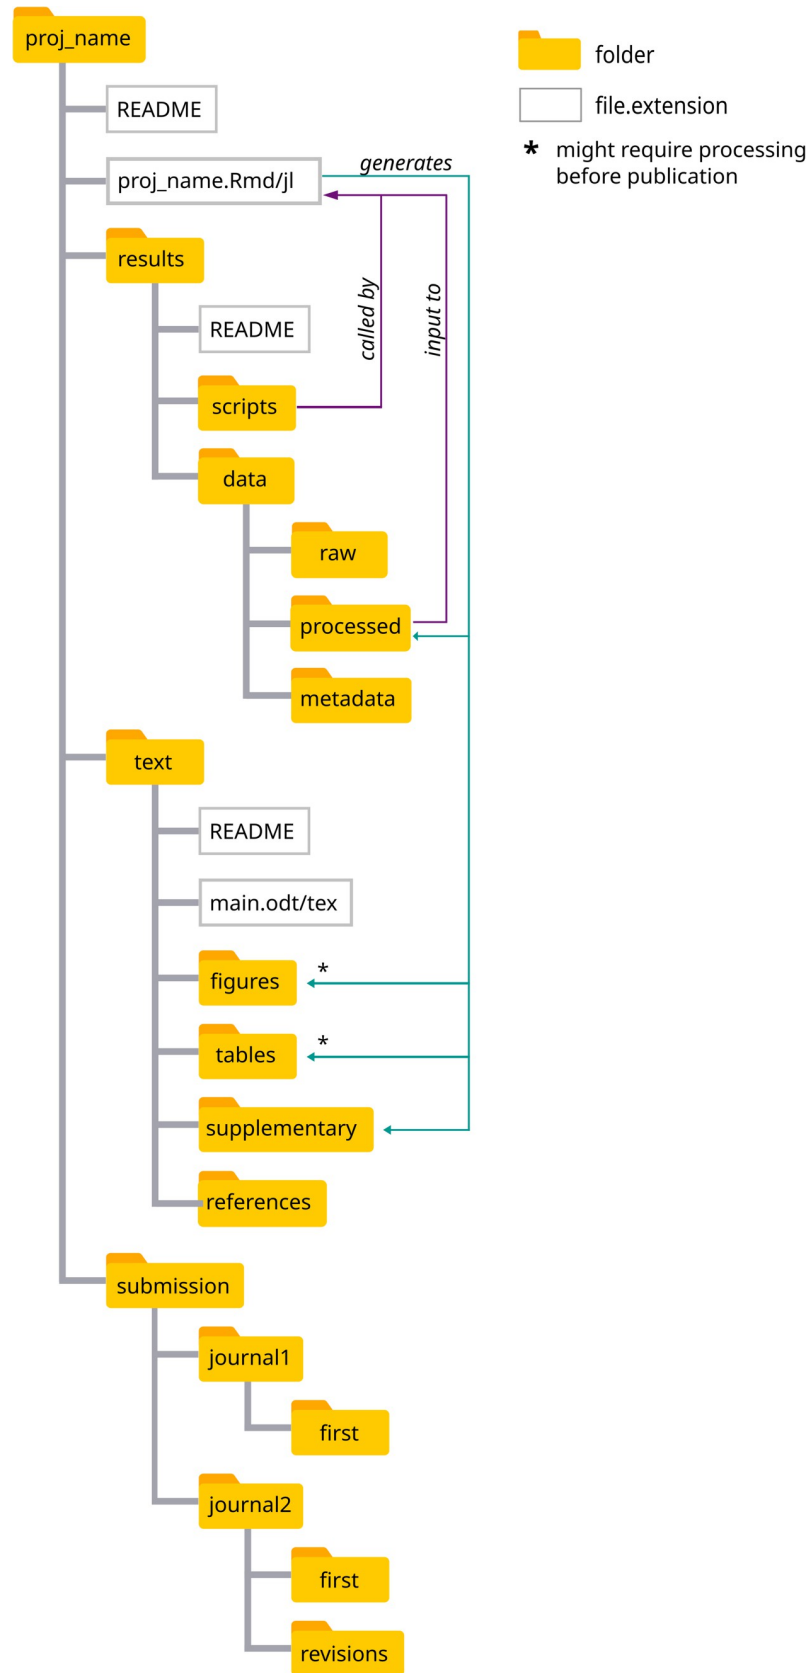 proj_name
folder
README
file.extension
* might require processing
before publication
proj_name.Rmd/jl
generates
results
README
called by
input to
scripts
data
raw
processed
metadata
text
README
main.odt/tex
figures
*
tables
*
supplementary
references
submission
journal1
first
journal2
first
revisions